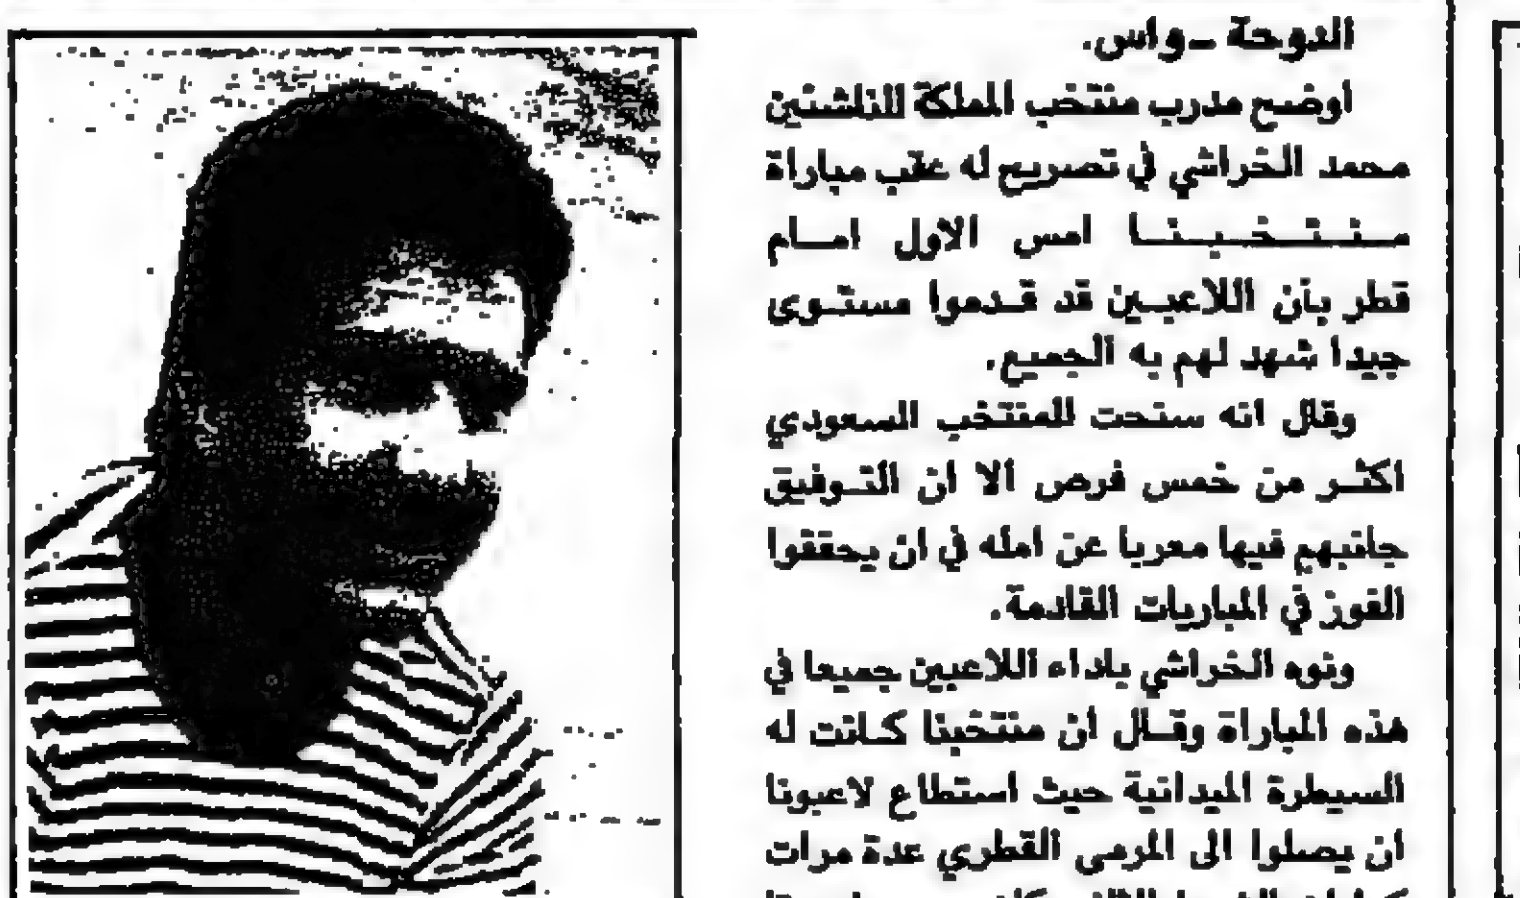 الدوحة ـ واس.
اوضح مدرب منتخب المملكة للناشئين
محمد الخراشي في تصريح له عقب مباراة
منتخبنا امس الاول امام
قطر بأن اللاعبين قد قدموا مستوى
جيدا شهد لهم به الجميع.
وقال انه سنحت للمنتخب السعودي
اكثر من خمس فرص الا ان التوفيق
جانبهم فيها معربا عن امله في ان يحققوا
الفوز في المباريات القادمة.
ونوه الخراشي باداء اللاعبين جميعا في
هذه المباراة وقال ان منتخبنا كانت له
السيطرة الميدانية حيث استطاع لاعبونا
ان يصلوا الى المرمى القطري عدة مرات